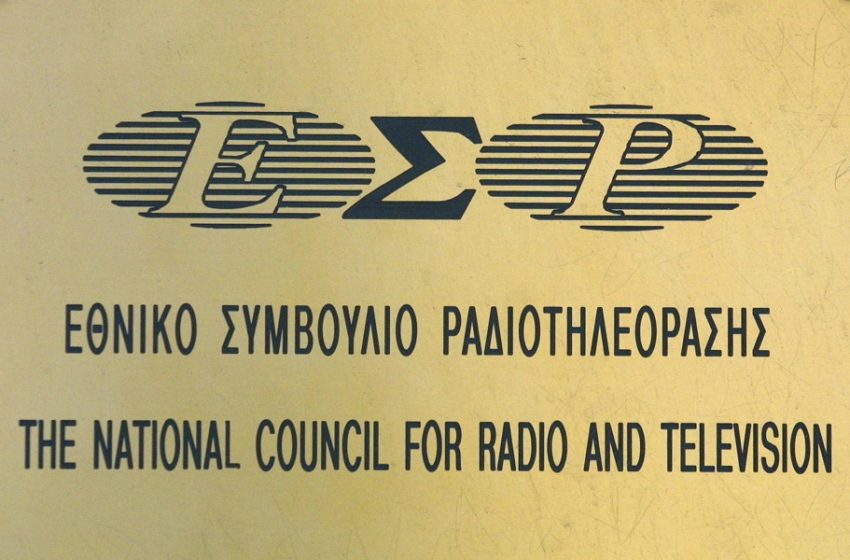 ΕΣΡ
ΕΘΝΙΚΟ ΣΥΜΒΟΥΛΙΟ ΡΑΔΙΟΤΗΛΕΟΡΑΣΗΣ
THE NATIONAL COUNCIL FOR RADIO AND TELEVISION